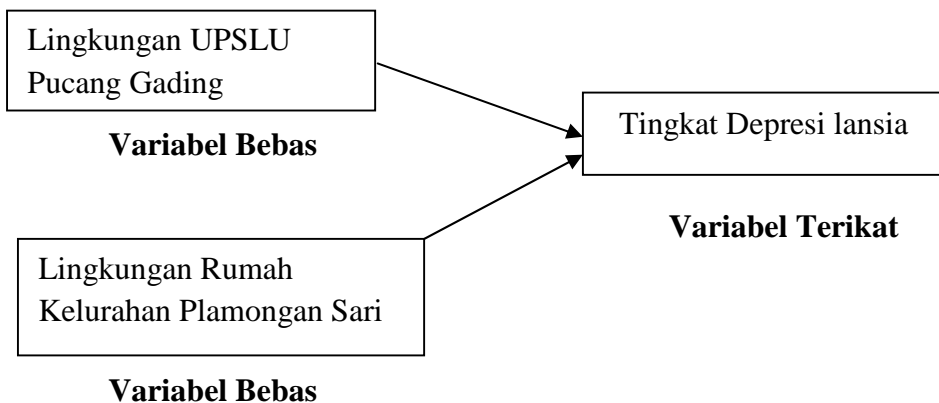 Lingkungan UPSLU
Pucang Gading
Variabel Bebas
Tingkat Depresi lansia
Variabel Terikat
Lingkungan Rumah
Kelurahan Plamongan Sari
Variabel Bebas